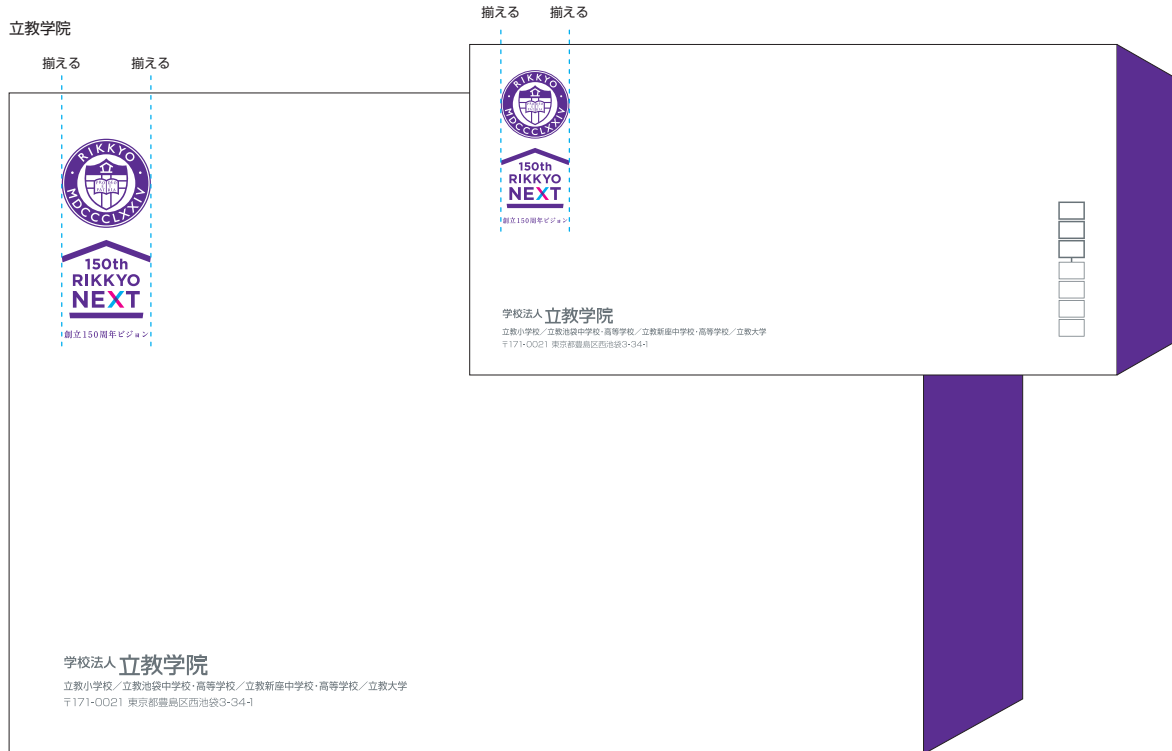 立教学院
揃える 揃える
RIKKYO
MDCCCLXXIV
150th
RIKKYO
NEXT
創立150周年ビジョン
学校法人 立教学院
立教小学校／立教池袋中学校・高等学校／立教新座中学校・高等学校／立教大学
〒171-0021 東京都豊島区西池袋3-34-1
揃える 揃える
RIKKYO
MDCCCLXXIV
150th
RIKKYO
NEXT
創立150周年ビジョン
学校法人 立教学院
立教小学校／立教池袋中学校・高等学校／立教新座中学校・高等学校／立教大学
〒171-0021 東京都豊島区西池袋3-34-1